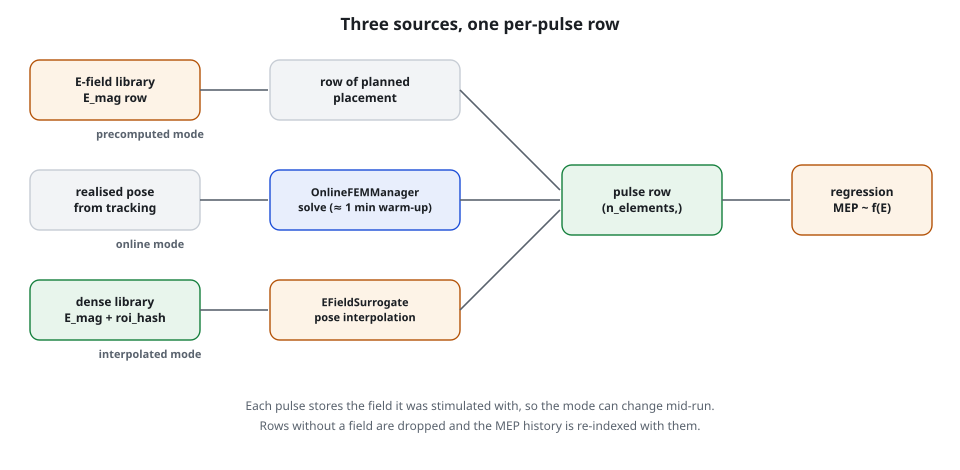 Three sources, one per-pulse row
E-field library
E_mag row
row of planned
placement
precomputed mode
realised pose
from tracking
OnlineFEMManager
solve (≈ 1 min warm-up)
pulse row
(n_elements,)
regression
MEP ~ f(E)
online mode
dense library
E_mag + roi_hash
EFieldSurrogate
pose interpolation
interpolated mode
Each pulse stores the field it was stimulated with, so the mode can change mid-run.
Rows without a field are dropped and the MEP history is re-indexed with them.